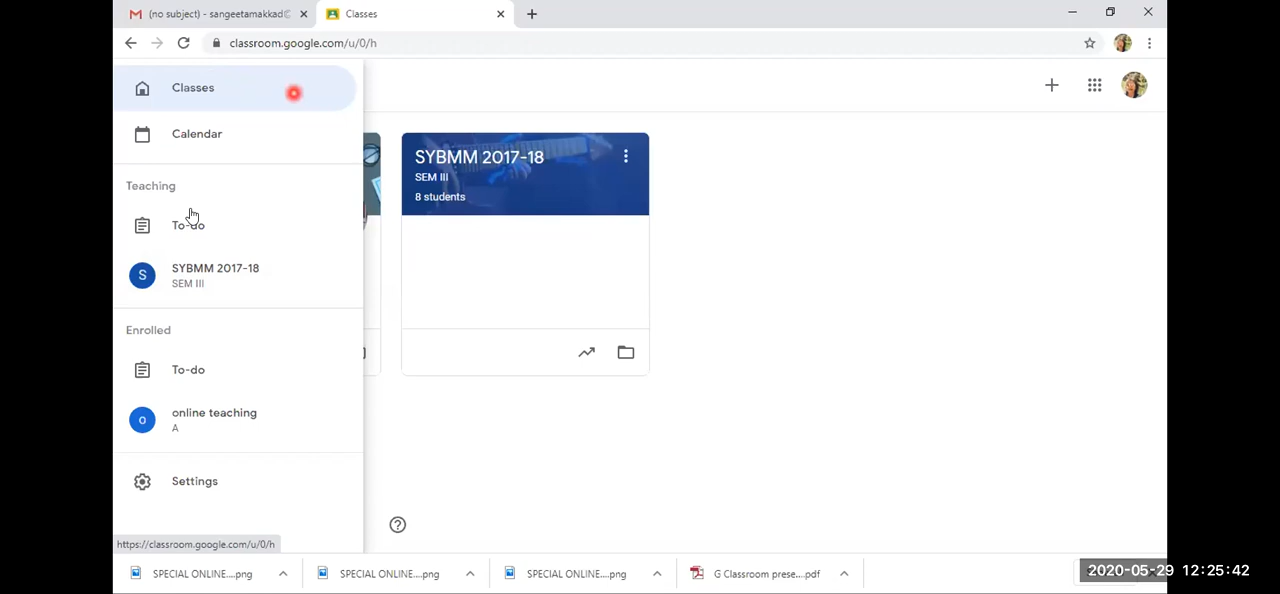 (no subject) - sangeetamakkad@
Classes
classroom.google.com/u/0/h
Classes
Calendar
Teaching
To-do
S
SYBMM 2017-18
SEM III
Enrolled
To-do
o
online teaching
A
Settings
SYBMM 2017-18
SEM III
8 students
https://classroom.google.com/u/0/h
SPECIAL ONLINE....png
SPECIAL ONLINE....png
SPECIAL ONLINE....png
G Classroom prese....pdf
2020-05-29 12:25:42